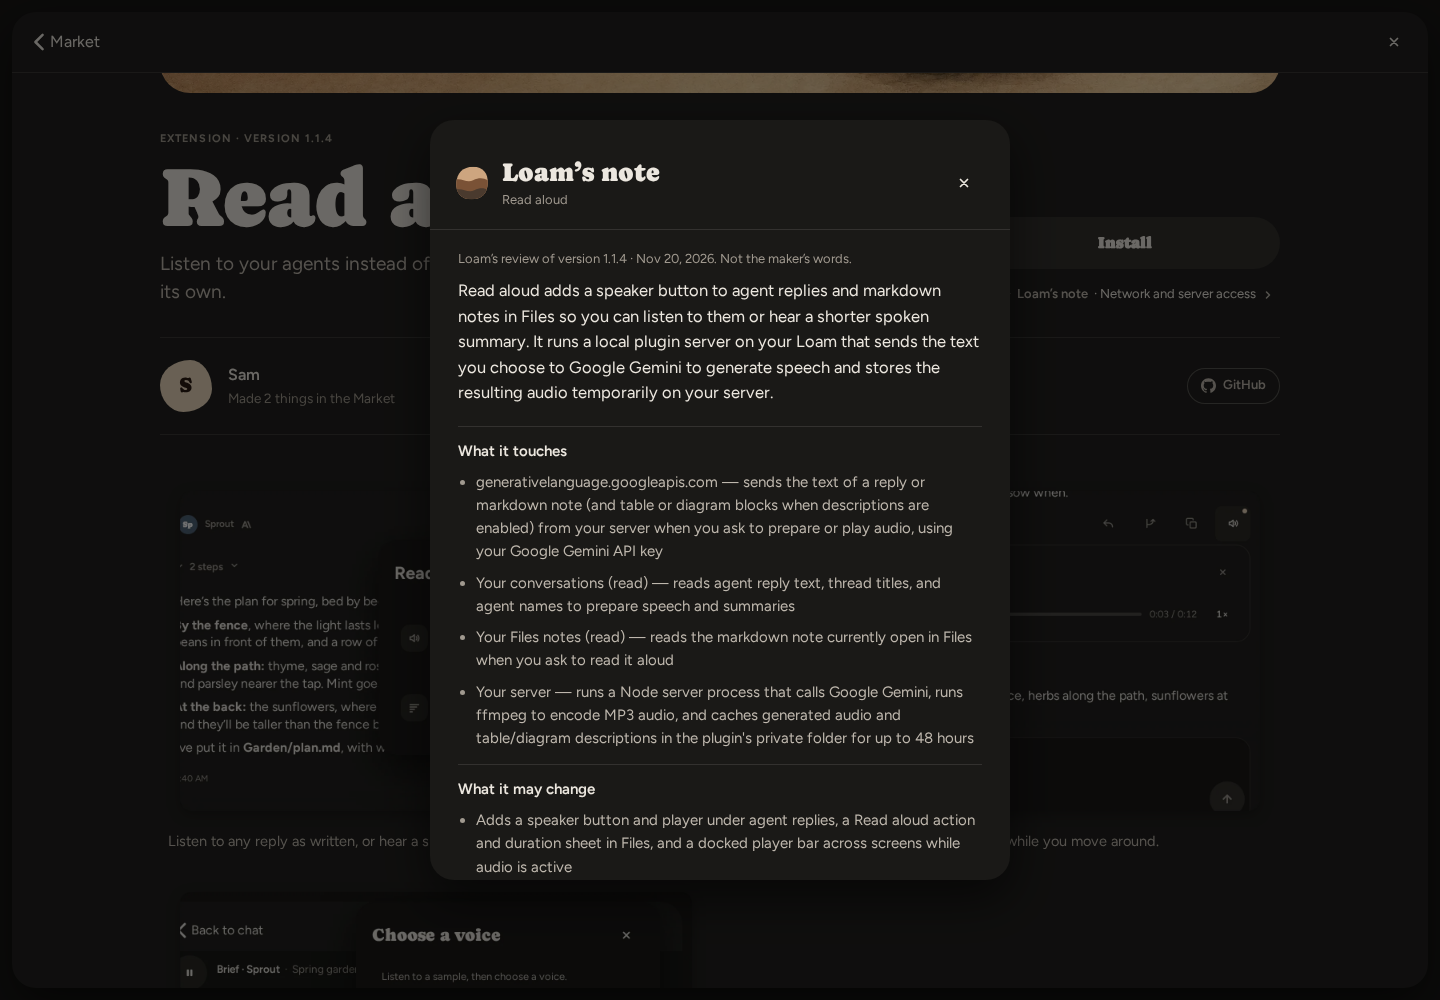 Market
EXTENSION · VERSION 1.1.4
Read a
Listen to your agents instead of
its own.
Install
Loam's note · Network and server access
S
Sam
Made 2 things in the Market
GitHub
Loam's note
Read aloud
Loam's review of version 1.1.4 · Nov 20, 2026. Not the maker's words.
Read aloud adds a speaker button to agent replies and markdown
notes in Files so you can listen to them or hear a shorter spoken
summary. It runs a local plugin server on your Loam that sends the text
you choose to Google Gemini to generate speech and stores the
resulting audio temporarily on your server.
What it touches
• generativelanguage.googleapis.com — sends the text of a reply or
markdown note (and table or diagram blocks when descriptions are
enabled) from your server when you ask to prepare or play audio, using
your Google Gemini API key
• Your conversations (read) — reads agent reply text, thread titles, and
agent names to prepare speech and summaries
• Your Files notes (read) — reads the markdown note currently open in Files
when you ask to read it aloud
• Your server — runs a Node server process that calls Google Gemini, runs
ffmpeg to encode MP3 audio, and caches generated audio and
table/diagram descriptions in the plugin's private folder for up to 48 hours
What it may change
• Adds a speaker button and player under agent replies, a Read aloud action
and duration sheet in Files, and a docked player bar across screens while
audio is active
Sp
Sprout
2 steps
Here's the plan for spring, bed by be
By the fence, where the light lasts l
eans in front of them, and a row of
Along the path: thyme, sage and ros
nd parsley nearer the tap. Mint goe
At the back: the sunflowers, where
nd they'll be taller than the fence b
ve put it in Garden/plan.md, with w
:40 AM
Read
sow when.
0:03 / 0:12
1×
ce, herbs along the path, sunflowers at
Listen to any reply as written, or hear a s
while you move around.
Back to chat
Brief · Sprout · Spring garde
Choose a voice
Listen to a sample, then choose a voice.